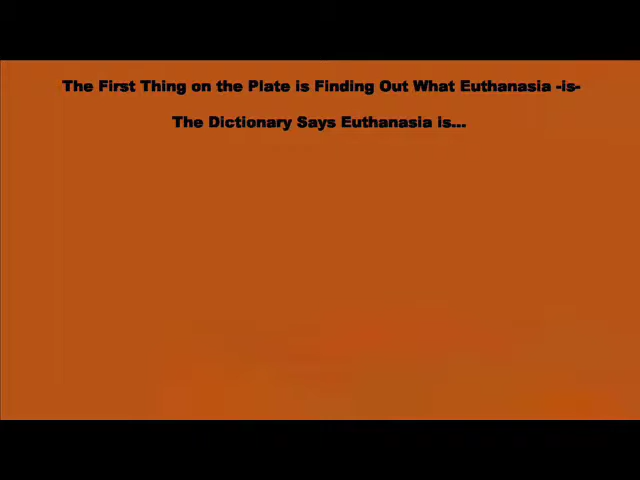 The First Thing on the Plate is Finding Out What Euthanasia -is-
The Dictionary Says Euthanasia is...